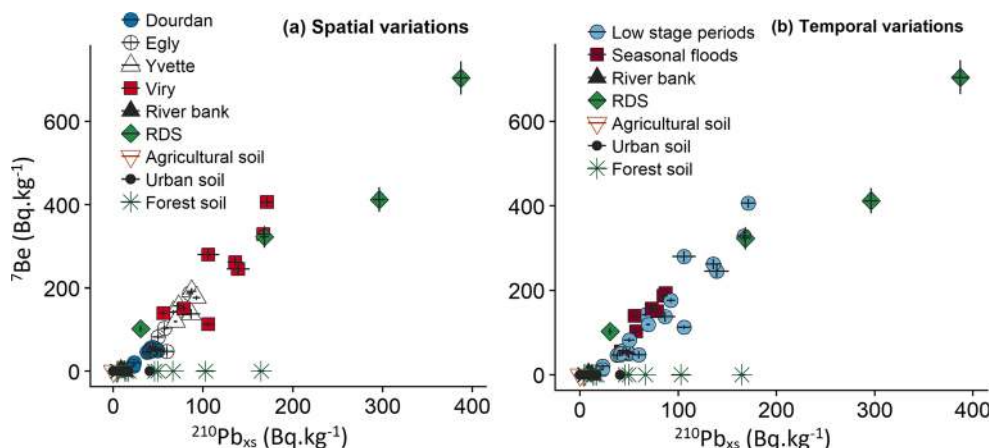 (a) Spatial variations
Dourdan
Egly
Yvette
Viry
River bank
RDS
Agricultural soil
Urban soil
Forest soil
⁷Be (Bq.kg⁻¹)
600
400
200
0
0 100 200 300 400
²¹⁰Pbxs (Bq.kg⁻¹)
(b) Temporal variations
Low stage periods
Seasonal floods
River bank
RDS
Agricultural soil
Urban soil
Forest soil
600
400
200
0
0 100 200 300 400
²¹⁰Pbxs (Bq.kg⁻¹)